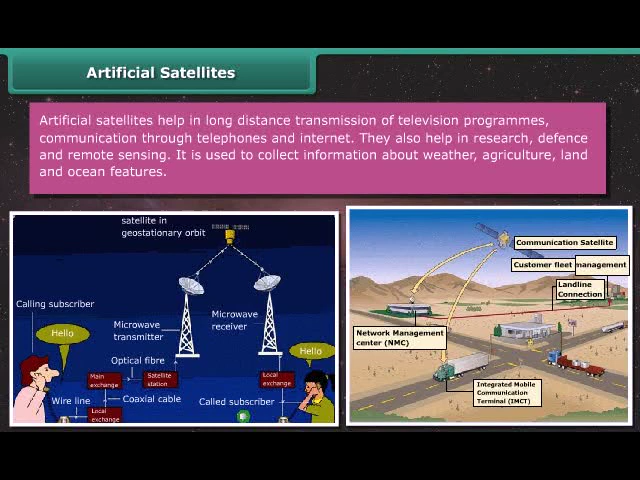 Artificial Satellites
Artificial satellites help in long distance transmission of television programmes,
communication through telephones and internet. They also help in research, defence
and remote sensing. It is used to collect information about weather, agriculture, land
and ocean features.
satellite in
geostationary orbit
Calling subscriber
Hello
Microwave
transmitter
Microwave
receiver
Optical fibre
Hello
Main
exchange
Satellite
station
Local
exchange
Wire line
Coaxial cable
Called subscriber
Local
exchange
Communication Satellite
Customer fleet management
Landline
Connection
Network Management
center (NMC)
Integrated Mobile
Communication
Terminal (IMCT)